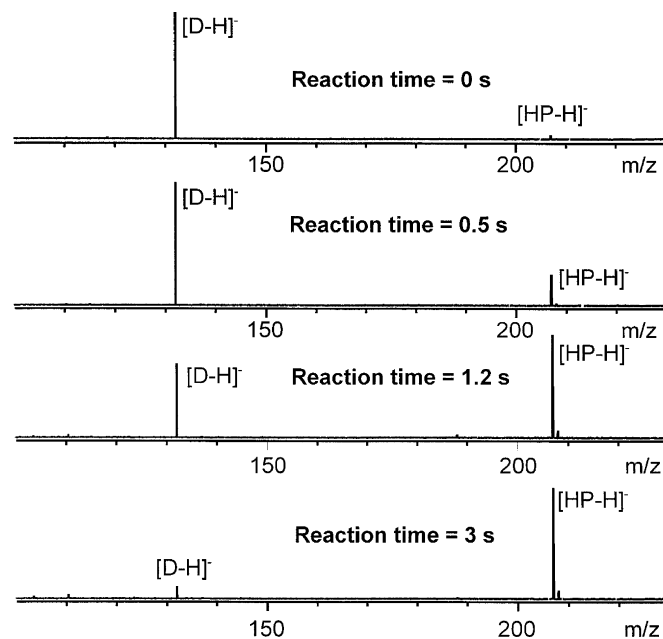 [D-H]⁻
Reaction time = 0 s
[HP-H]⁻
150 200 m/z
[D-H]⁻
Reaction time = 0.5 s
[HP-H]⁻
150 200 m/z
[HP-H]⁻
[D-H]⁻ Reaction time = 1.2 s
150 200 m/z
[HP-H]⁻
Reaction time = 3 s
[D-H]⁻
150 200 m/z